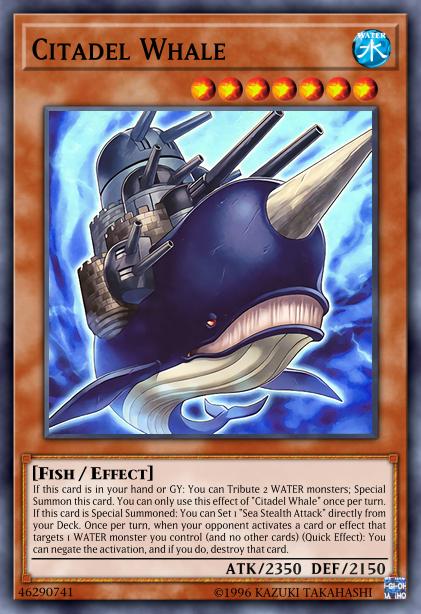 Citadel Whale
WATER
水
[Fish / Effect]
If this card is in your hand or GY: You can Tribute 2 WATER monsters; Special
Summon this card. You can only use this effect of "Citadel Whale" once per turn.
If this card is Special Summoned: You can Set 1 "Sea Stealth Attack" directly from
your Deck. Once per turn, when your opponent activates a card or effect that
targets 1 WATER monster you control (and no other cards) (Quick Effect): You
can negate the activation, and if you do, destroy that card.
ATK/2350 DEF/2150
46290741
©1996 KAZUKI TAKAHASHI